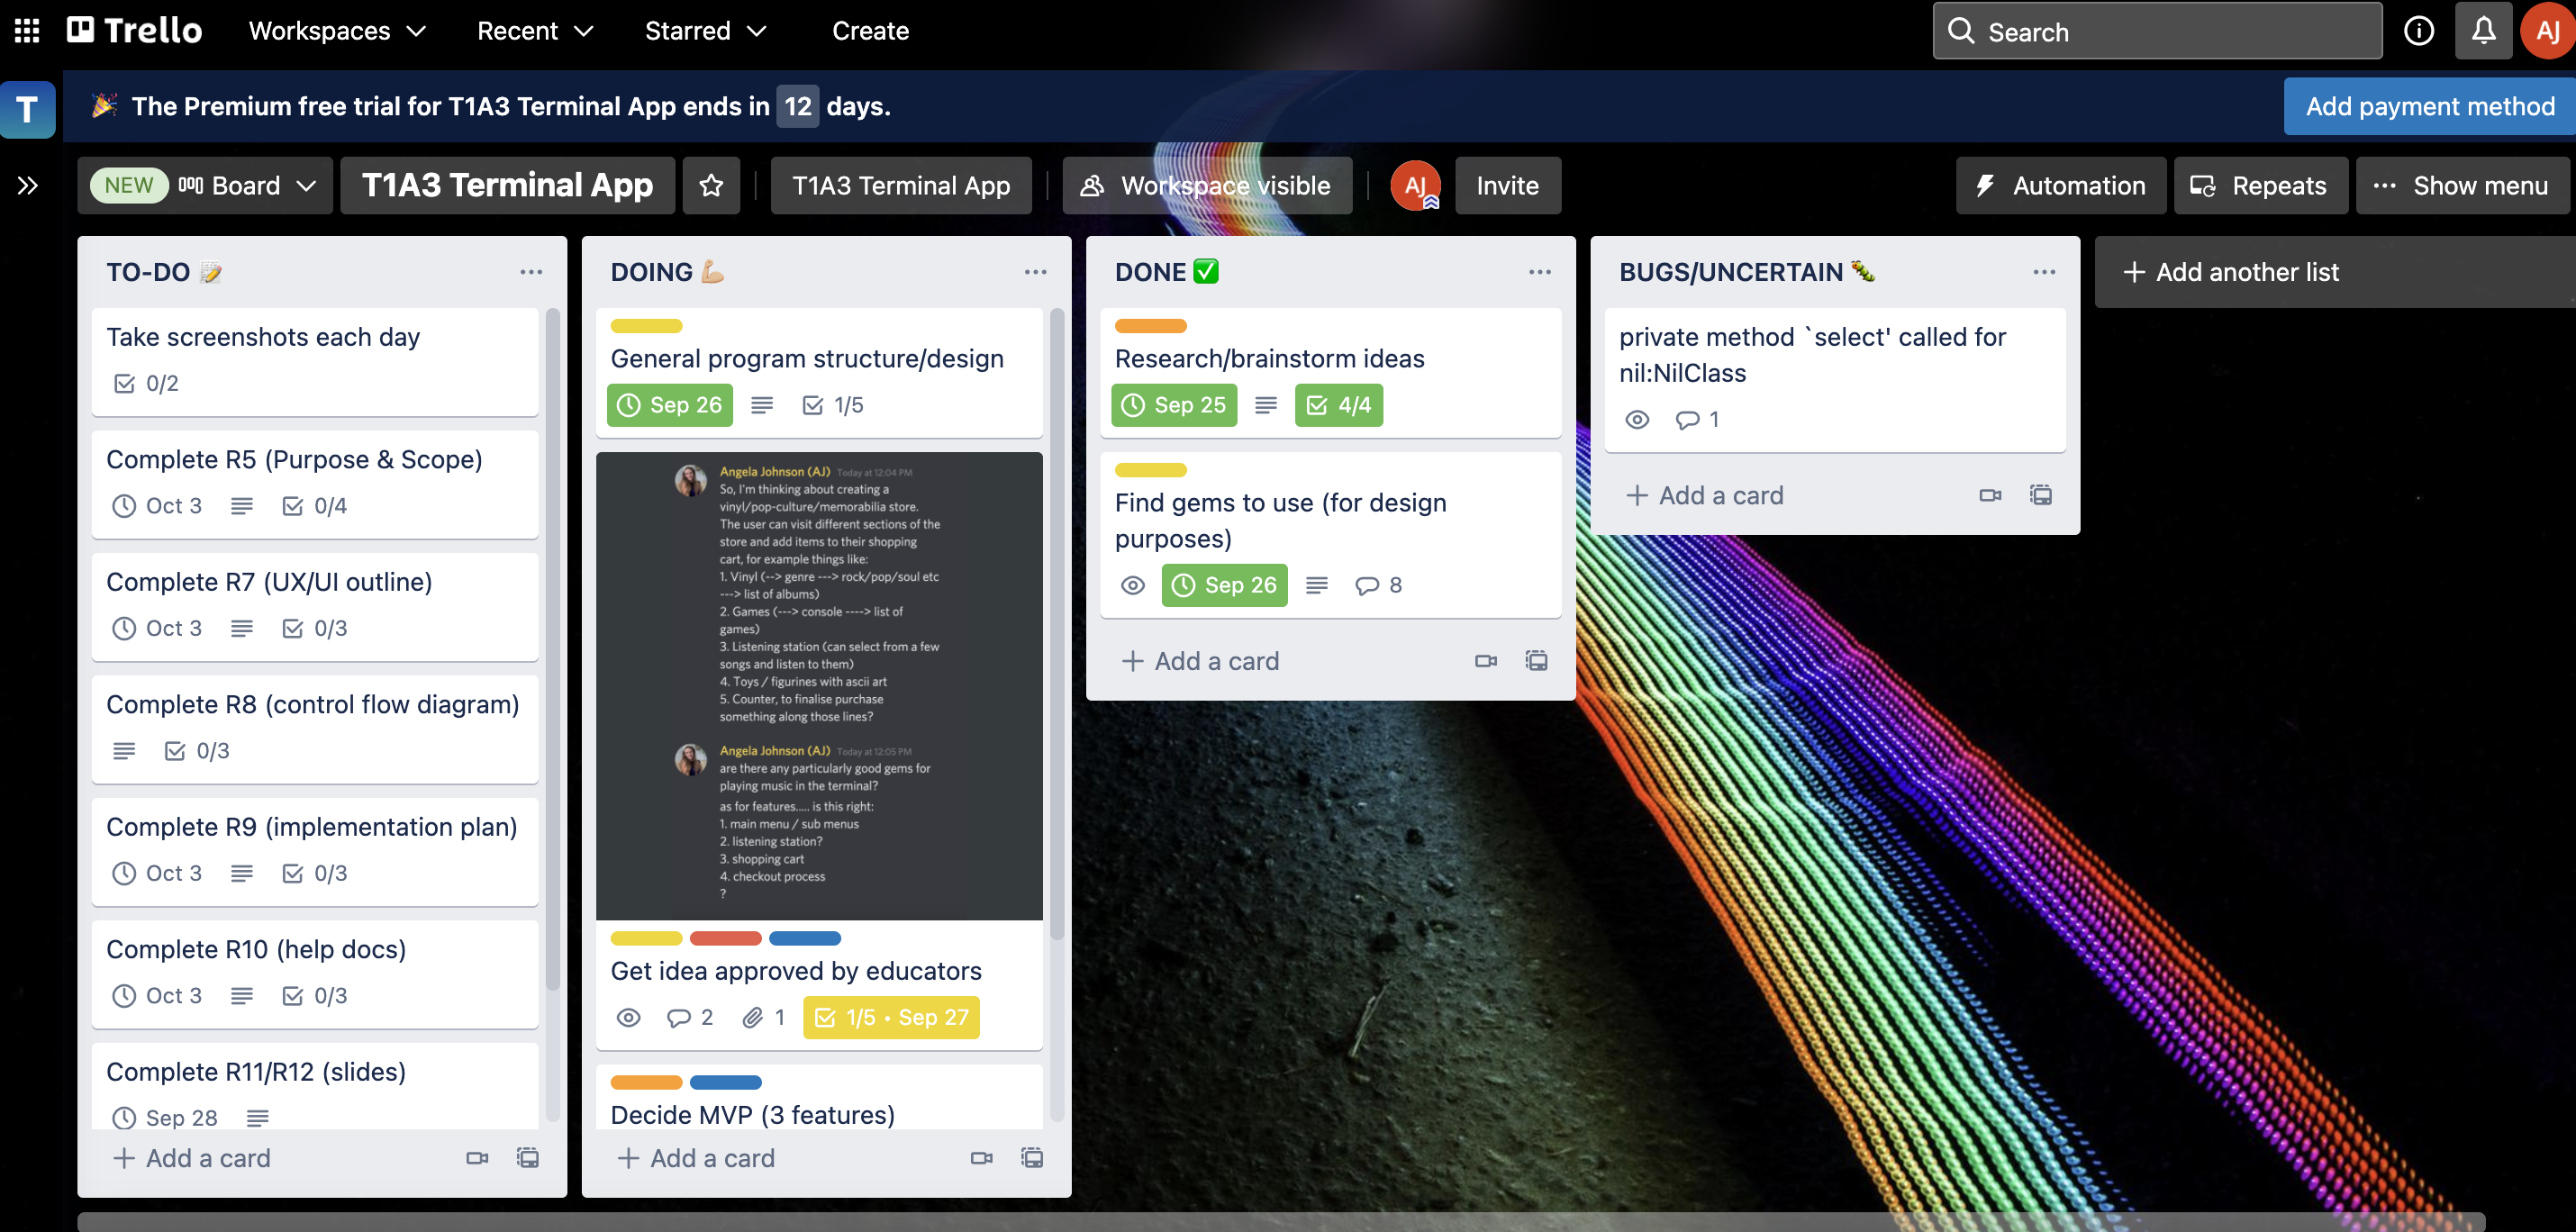 Trello
Workspaces
Recent
Starred
Create
Search
AJ
T
The Premium free trial for T1A3 Terminal App ends in 12 days.
Add payment method
NEW Board
T1A3 Terminal App
T1A3 Terminal App
Workspace visible
AJ
Invite
Automation
Repeats
Show menu
TO-DO
Take screenshots each day
0/2
Complete R5 (Purpose & Scope)
Oct 3 0/4
Complete R7 (UX/UI outline)
Oct 3 0/3
Complete R8 (control flow diagram)
0/3
Complete R9 (implementation plan)
Oct 3 0/3
Complete R10 (help docs)
Oct 3 0/3
Complete R11/R12 (slides)
Sep 28
+ Add a card
DOING
General program structure/design
Sep 26 1/5
Angela Johnson (AJ) Today at 12:04 PM
So, I'm thinking about creating a
vinyl/pop-culture/memorabilia store.
The user can visit different sections of the
store and add items to their shopping
cart, for example things like:
1. Vinyl (--> genre ---> rock/pop/soul etc
---> list of albums)
2. Games (---> console ----> list of
games)
3. Listening station (can select from a few
songs and listen to them)
4. Toys / figurines with ascii art
5. Counter, to finalise purchase
something along those lines?
Angela Johnson (AJ) Today at 12:05 PM
are there any particularly good gems for
playing music in the terminal?
as for features..... is this right:
1. main menu / sub menus
2. listening station?
3. shopping cart
4. checkout process
?
Get idea approved by educators
2 1 1/5 • Sep 27
Decide MVP (3 features)
+ Add a card
DONE
Research/brainstorm ideas
Sep 25 4/4
Find gems to use (for design
purposes)
Sep 26 8
+ Add a card
BUGS/UNCERTAIN
private method `select' called for
nil:NilClass
1
+ Add a card
+ Add another list